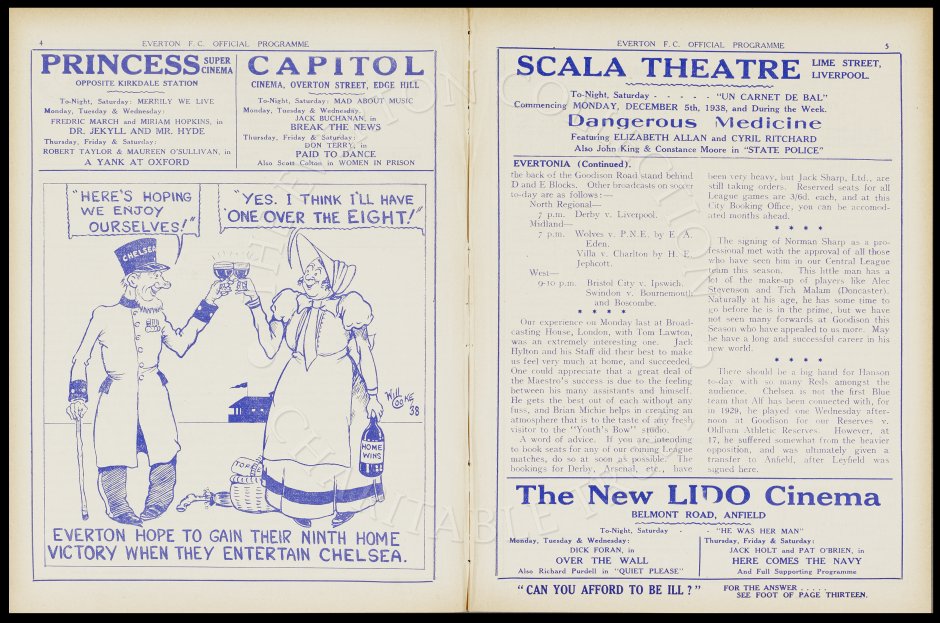 4
EVERTON F.C. OFFICIAL PROGRAMME
PRINCESS SUPER CINEMA
OPPOSITE KIRKDALE STATION
To-Night, Saturday: MERRILY WE LIVE
Monday, Tuesday & Wednesday:
FREDRIC MARCH and MIRIAM HOPKINS, in
DR. JEKYLL AND MR. HYDE
Thursday, Friday & Saturday:
ROBERT TAYLOR & MAUREEN O'SULLIVAN, in
A YANK AT OXFORD
CAPITOL
CINEMA, OVERTON STREET, EDGE HILL
To-Night, Saturday: MAD ABOUT MUSIC
Monday, Tuesday & Wednesday:
JACK BUCHANAN, in
BREAK THE NEWS
Thursday, Friday & Saturday:
DON TERRY, in
PAID TO DANCE
Also Scott Colton in WOMEN IN PRISON
"HERE'S HOPING
WE ENJOY
OURSELVES!"
"YES. I THINK I'LL HAVE
'ONE OVER THE EIGHT!'"
CHELSEA
Will
Cooke
38
HOME
WINS
EVERTON HOPE TO GAIN THEIR NINTH HOME
VICTORY WHEN THEY ENTERTAIN CHELSEA.
EVERTON F.C. OFFICIAL PROGRAMME
5
SCALA THEATRE LIME STREET,
LIVERPOOL.
To-Night, Saturday - - - - "UN CARNET DE BAL"
Commencing MONDAY, DECEMBER 5th, 1938, and During the Week.
Dangerous Medicine
Featuring ELIZABETH ALLAN and CYRIL RITCHARD
Also John King & Constance Moore in "STATE POLICE"
EVERTONIA (Continued).
the back of the Goodison Road stand behind
D and E Blocks. Other broadcasts on soccer
to-day are as follows:—
North Regional—
7 p.m. Derby v. Liverpool.
Midland—
7 p.m. Wolves v. P.N.E. by E. A.
Eden.
Villa v. Charlton by H. E.
Jephcott.
West—
9-10 p.m. Bristol City v. Ipswich.
Swindon v. Bournemouth
and Boscombe.
* * * *
Our experience on Monday last at Broad-
casting House, London, with Tom Lawton,
was an extremely interesting one. Jack
Hylton and his Staff did their best to make
us feel very much at home, and succeeded.
One could appreciate that a great deal of
the Maestro's success is due to the feeling
between his many assistants and himself.
He gets the best out of each without any
fuss, and Brian Michie helps in creating an
atmosphere that is to the taste of any fresh
visitor to the "Youth's Bow" studio.
A word of advice. If you are intending
to book seats for any of our coming League
matches, do so at soon as possible. The
bookings for Derby, Arsenal, etc., have
been very heavy, but Jack Sharp, Ltd., are
still taking orders. Reserved seats for all
League games are 3/6d. each, and at this
City Booking Office, you can be accomod-
ated months ahead.
* * * *
The signing of Norman Sharp as a pro-
fessional met with the approval of all those
who have seen him in our Central League
team this season. This little man has a
lot of the make-up of players like Alec
Stevenson and Tich Malam (Doncaster).
Naturally at his age, he has some time to
go before he is in the prime, but we have
not seen many forwards at Goodison this
Season who have appealed to us more. May
he have a long and successful career in his
new world.
* * * *
There should be a big hand for Hanson
to-day with so many Reds amongst the
audience. Chelsea is not the first Blue
team that Alf has been connected with, for
in 1929, he played one Wednesday after-
noon at Goodison for our Reserves v.
Oldham Athletic Reserves. However, at
17, he suffered somewhat from the heavier
opposition, and was ultimately given a
transfer to Anfield, after Leyfield was
signed here.
The New LIDO Cinema
BELMONT ROAD, ANFIELD
To-Night, Saturday - - "HE WAS HER MAN"
Monday, Tuesday & Wednesday:
DICK FORAN, in
OVER THE WALL
Also Richard Purdell in "QUIET PLEASE"
Thursday, Friday & Saturday:
JACK HOLT and PAT O'BRIEN, in
HERE COMES THE NAVY
And Full Supporting Programme
"CAN YOU AFFORD TO BE ILL?"
FOR THE ANSWER . . . . .
SEE FOOT OF PAGE THIRTEEN.